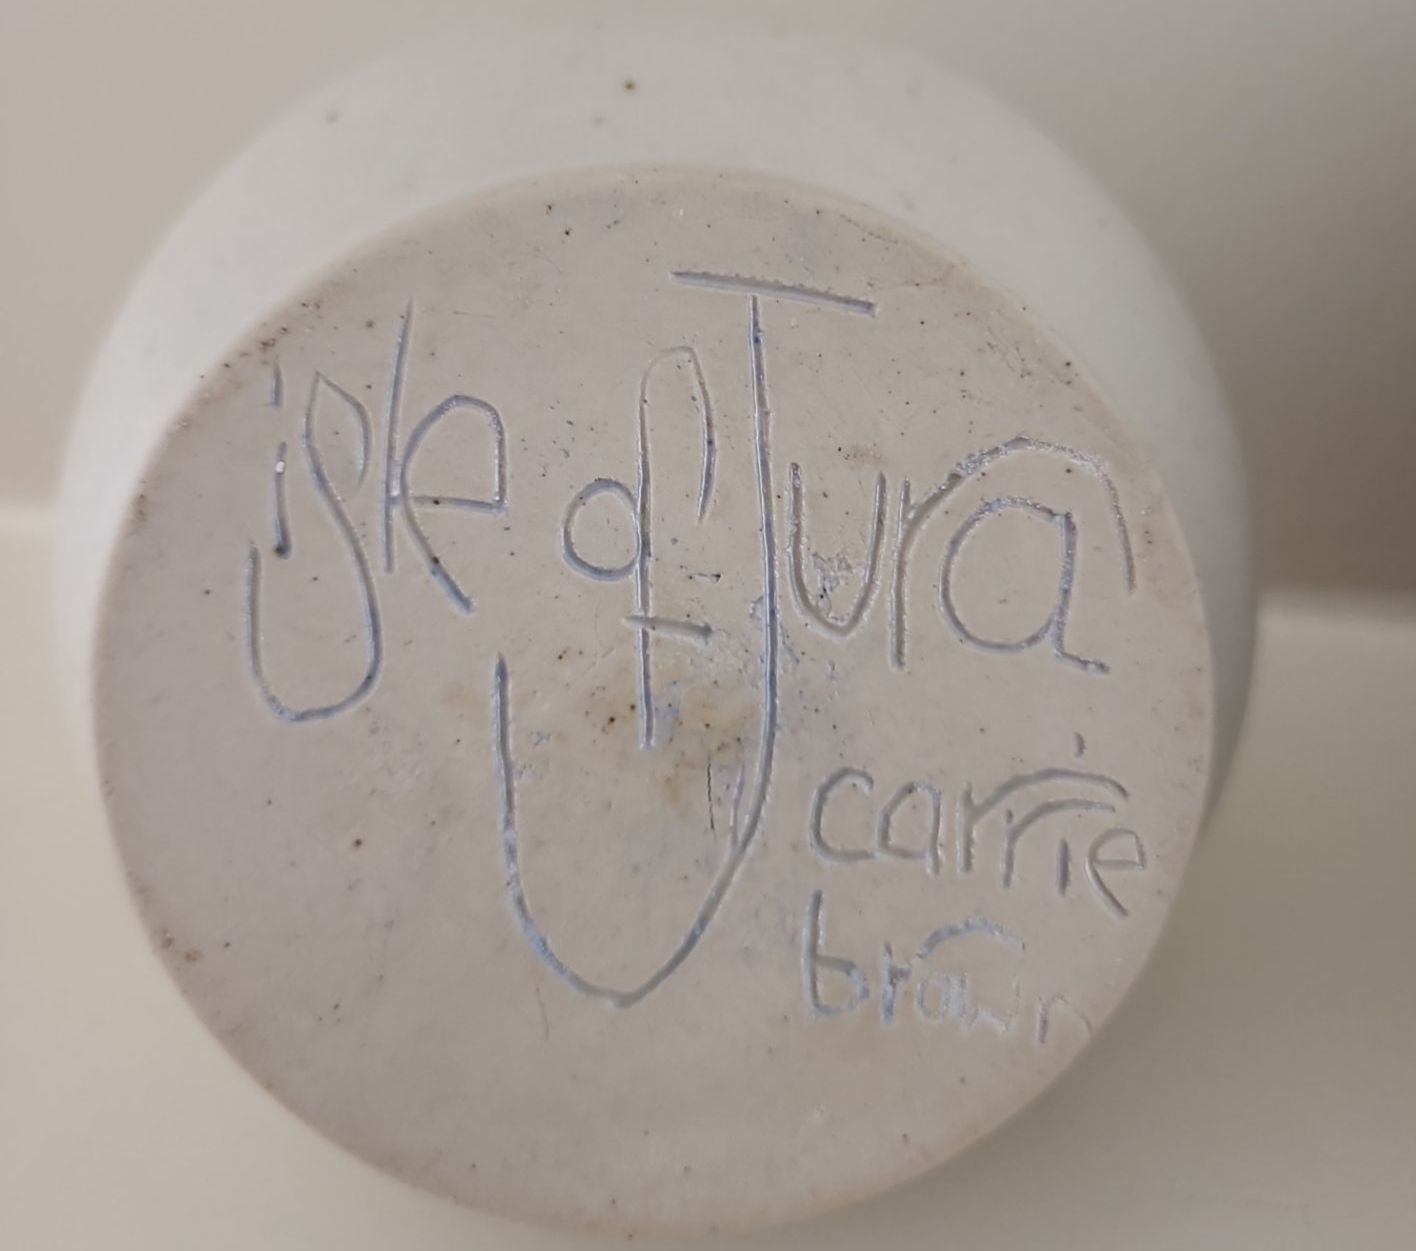 isle of Jura
carrie
brown